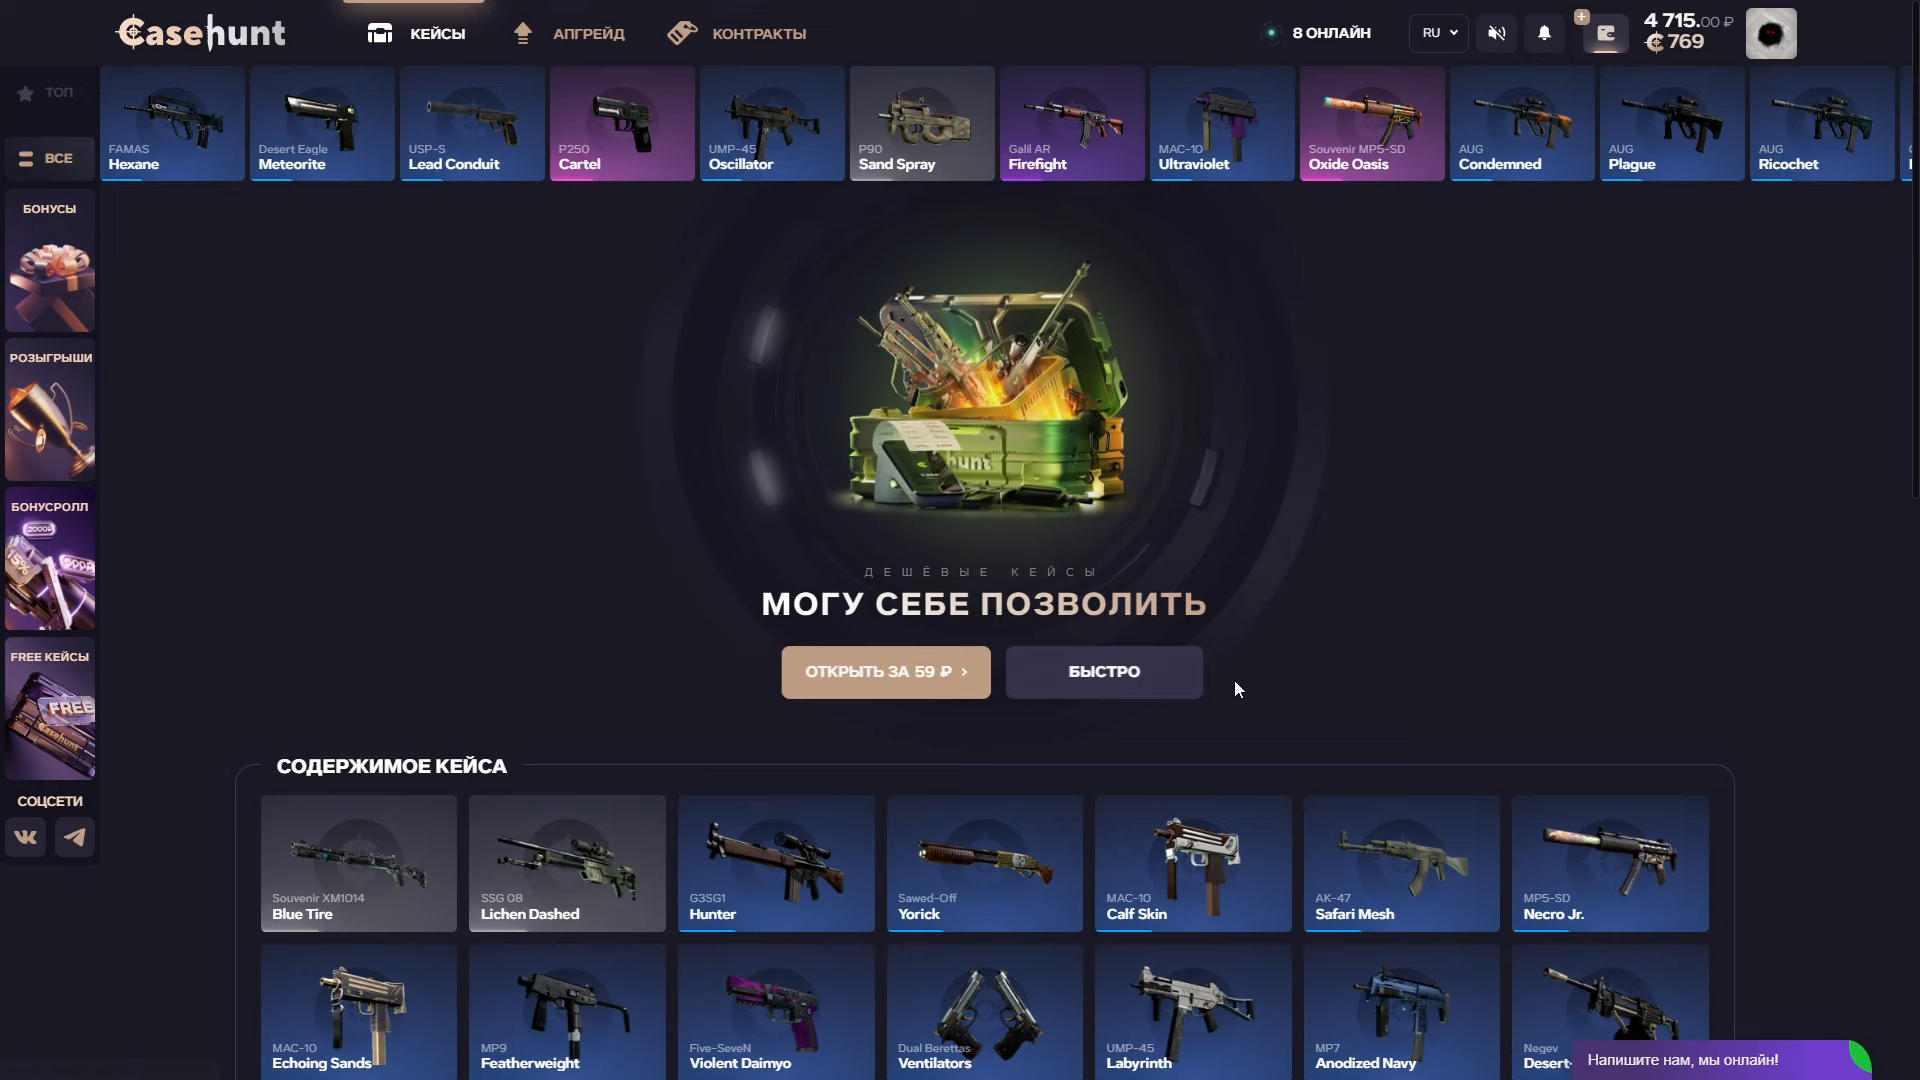 Casehunt
КЕЙСЫ
АПГРЕЙД
КОНТРАКТЫ
8 ОНЛАЙН
RU
4 715.00 ₽
769
ТОП
ВСЕ
FAMAS
Hexane
Desert Eagle
Meteorite
USP-S
Lead Conduit
P250
Cartel
UMP-45
Oscillator
P90
Sand Spray
Galil AR
Firefight
MAC-10
Ultraviolet
Souvenir MP5-SD
Oxide Oasis
AUG
Condemned
AUG
Plague
AUG
Ricochet
БОНУСЫ
РОЗЫГРЫШИ
БОНУСРОЛЛ
2000₽
15%
FREE КЕЙСЫ
FREE
Casehunt
СОЦСЕТИ
hunt
ДЕШЁВЫЕ КЕЙСЫ
МОГУ СЕБЕ ПОЗВОЛИТЬ
ОТКРЫТЬ ЗА 59 ₽ ›
БЫСТРО
СОДЕРЖИМОЕ КЕЙСА
Souvenir XM1014
Blue Tire
SSG 08
Lichen Dashed
G3SG1
Hunter
Sawed-Off
Yorick
MAC-10
Calf Skin
AK-47
Safari Mesh
MP5-SD
Necro Jr.
MAC-10
Echoing Sands
MP9
Featherweight
Five-SeveN
Violent Daimyo
Dual Berettas
Ventilators
UMP-45
Labyrinth
MP7
Anodized Navy
Negev
Desert-
Напишите нам, мы онлайн!